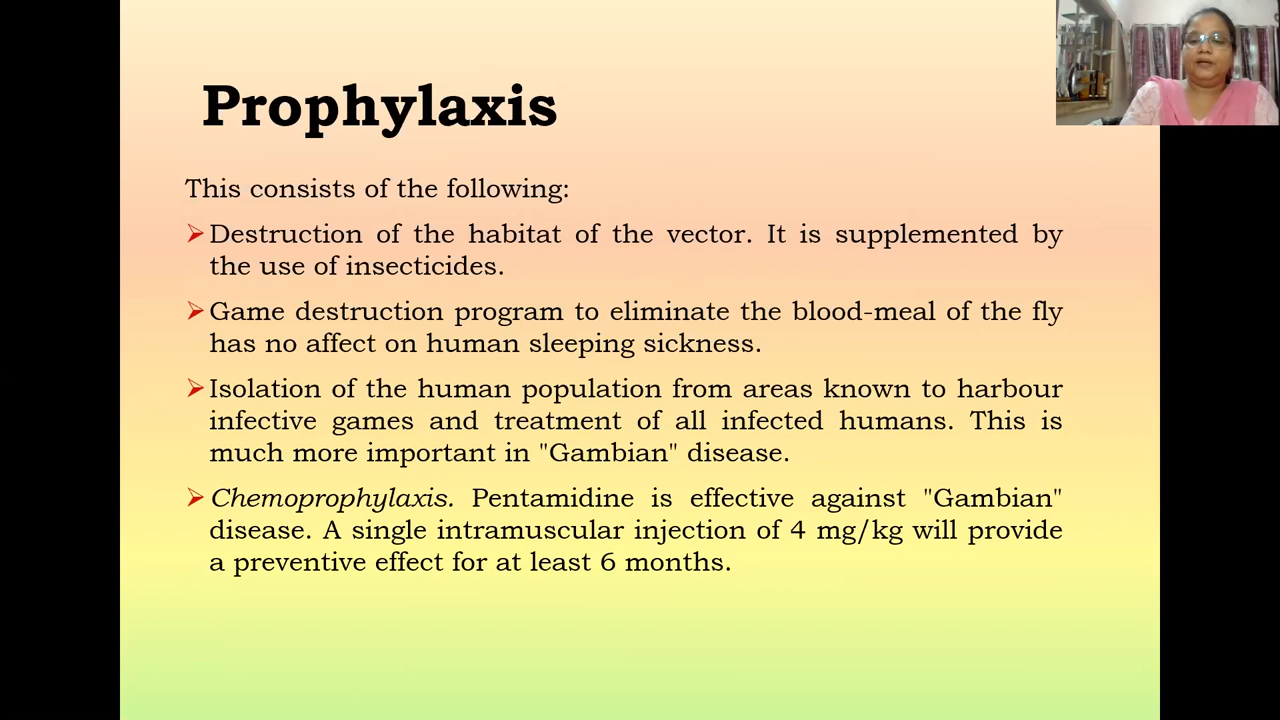 Prophylaxis
This consists of the following:
Destruction of the habitat of the vector. It is supplemented by
the use of insecticides.
Game destruction program to eliminate the blood-meal of the fly
has no affect on human sleeping sickness.
Isolation of the human population from areas known to harbour
infective games and treatment of all infected humans. This is
much more important in "Gambian" disease.
Chemoprophylaxis. Pentamidine is effective against "Gambian"
disease. A single intramuscular injection of 4 mg/kg will provide
a preventive effect for at least 6 months.